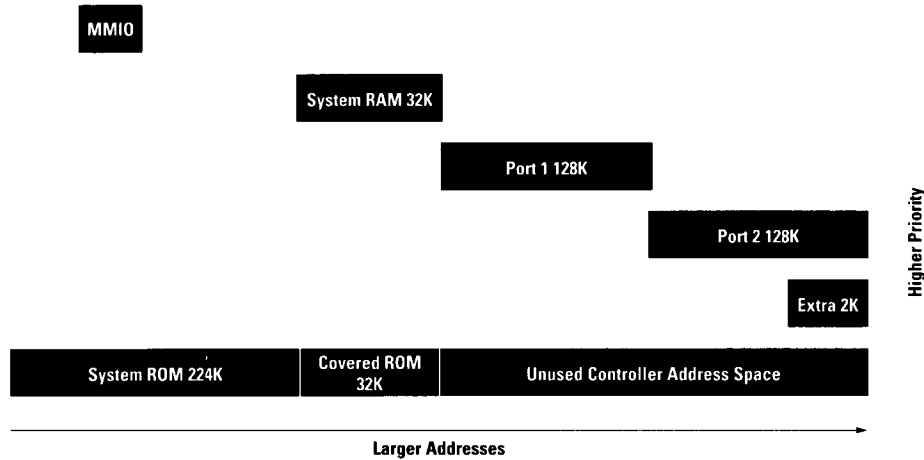 MMIO
System RAM 32K
Port 1 128K
Port 2 128K
Extra 2K
System ROM 224K
Covered ROM
32K
Unused Controller Address Space
Larger Addresses
Higher Priority